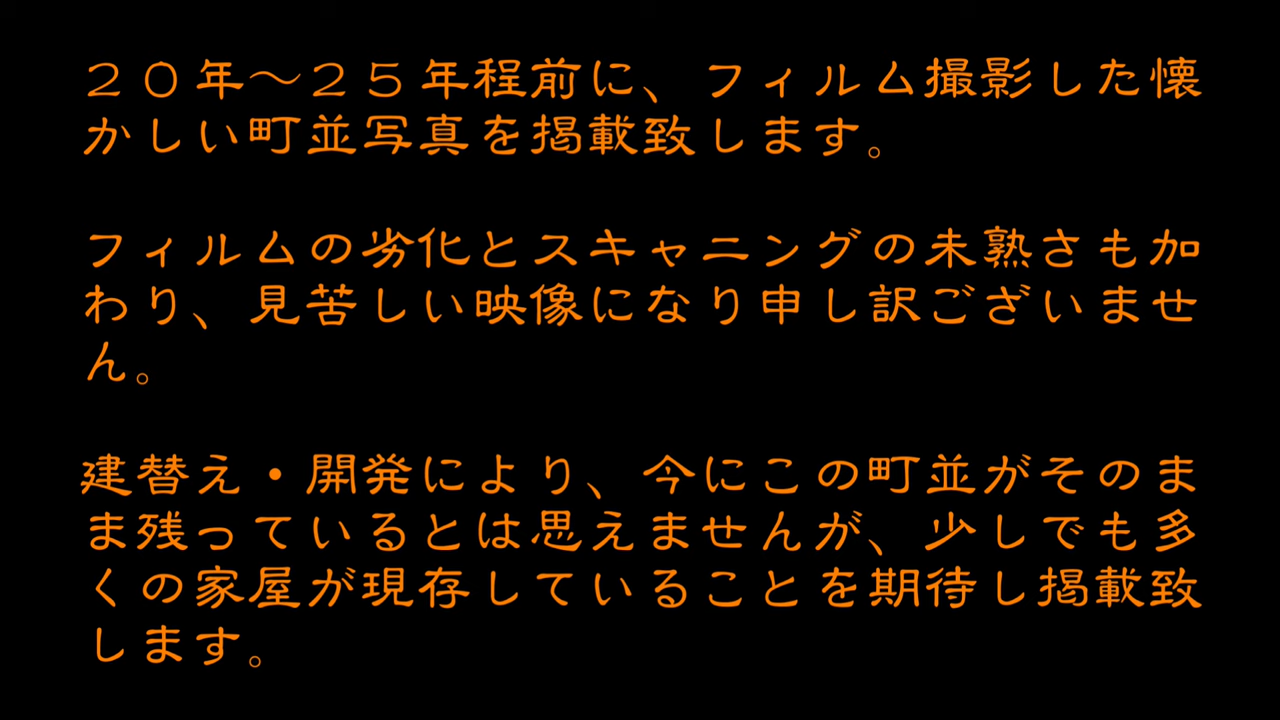 ２０年～２５年程前に、フィルム撮影した懐
かしい町並写真を掲載致します。
フィルムの劣化とスキャニングの未熟さも加
わり、見苦しい映像になり申し訳ございませ
ん。
建替え・開発により、今にこの町並がそのま
ま残っているとは思えませんが、少しでも多
くの家屋が現存していることを期待し掲載致
します。